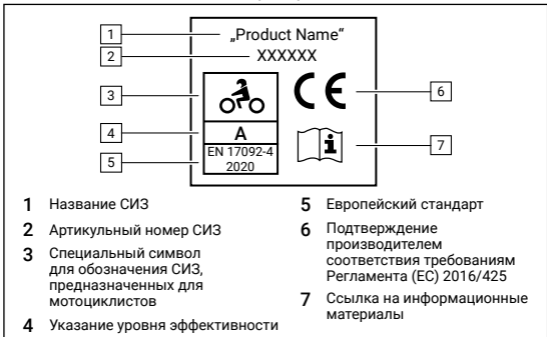 1
„Product Name“
2
XXXXXX
3
CE
6
4
A
7
5
EN 17092-4
2020
1 Название СИЗ
2 Артикульный номер СИЗ
3 Специальный символ
для обозначения СИЗ,
предназначенных для
мотоциклистов
4 Указание уровня эффективности
5 Европейский стандарт
6 Подтверждение
производителем
соответствия требованиям
Регламента (ЕС) 2016/425
7 Ссылка на информационные
материалы